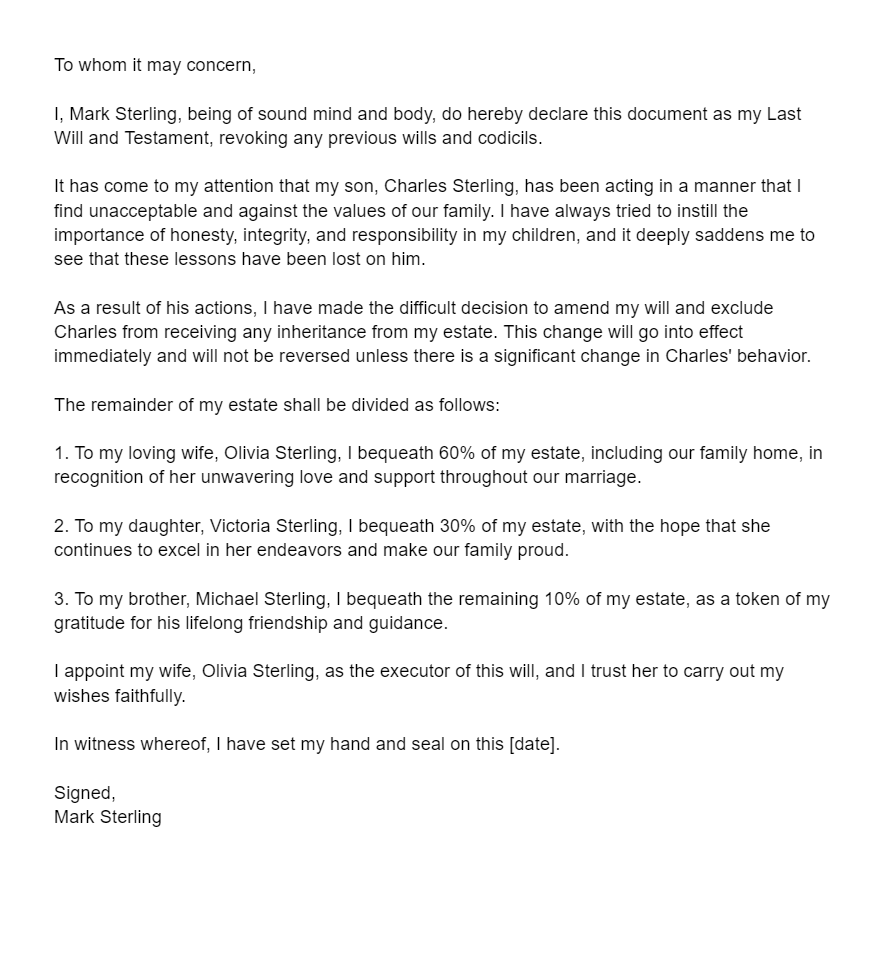 To whom it may concern,
I, Mark Sterling, being of sound mind and body, do hereby declare this document as my Last
Will and Testament, revoking any previous wills and codicils.
It has come to my attention that my son, Charles Sterling, has been acting in a manner that I
find unacceptable and against the values of our family. I have always tried to instill the
importance of honesty, integrity, and responsibility in my children, and it deeply saddens me to
see that these lessons have been lost on him.
As a result of his actions, I have made the difficult decision to amend my will and exclude
Charles from receiving any inheritance from my estate. This change will go into effect
immediately and will not be reversed unless there is a significant change in Charles' behavior.
The remainder of my estate shall be divided as follows:
1. To my loving wife, Olivia Sterling, I bequeath 60% of my estate, including our family home, in
recognition of her unwavering love and support throughout our marriage.
2. To my daughter, Victoria Sterling, I bequeath 30% of my estate, with the hope that she
continues to excel in her endeavors and make our family proud.
3. To my brother, Michael Sterling, I bequeath the remaining 10% of my estate, as a token of my
gratitude for his lifelong friendship and guidance.
I appoint my wife, Olivia Sterling, as the executor of this will, and I trust her to carry out my
wishes faithfully.
In witness whereof, I have set my hand and seal on this [date].
Signed,
Mark Sterling